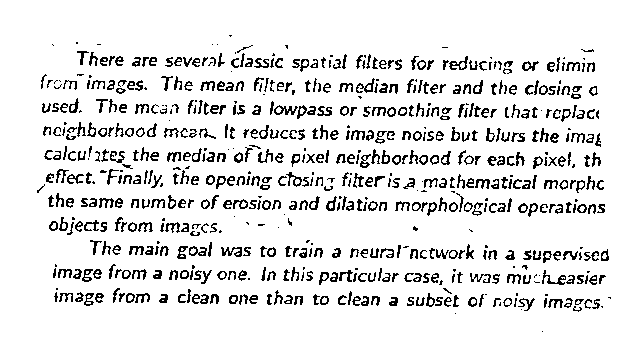 There are several classic spatial filters for reducing or elimin
from images. The mean filter, the median filter and the closing o
used. The mean filter is a lowpass or smoothing filter that replace
neighborhood mean. It reduces the image noise but blurs the imag
calculates the median of the pixel neighborhood for each pixel, th
effect. Finally, the opening closing filter is a mathematical morpho
the same number of erosion and dilation morphological operations
objects from images.
The main goal was to train a neural network in a supervised
image from a noisy one. In this particular case, it was much easier
image from a clean one than to clean a subset of noisy images.